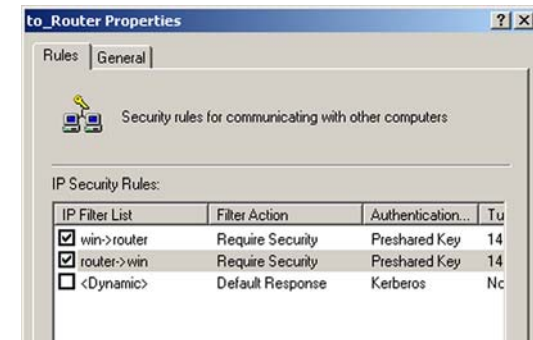 to_Router Properties
Rules General
Security rules for communicating with other computers
IP Security Rules:
IP Filter List Filter Action Authentication... Tu
win->router Require Security Preshared Key 14
router->win Require Security Preshared Key 14
<Dynamic> Default Response Kerberos Nc